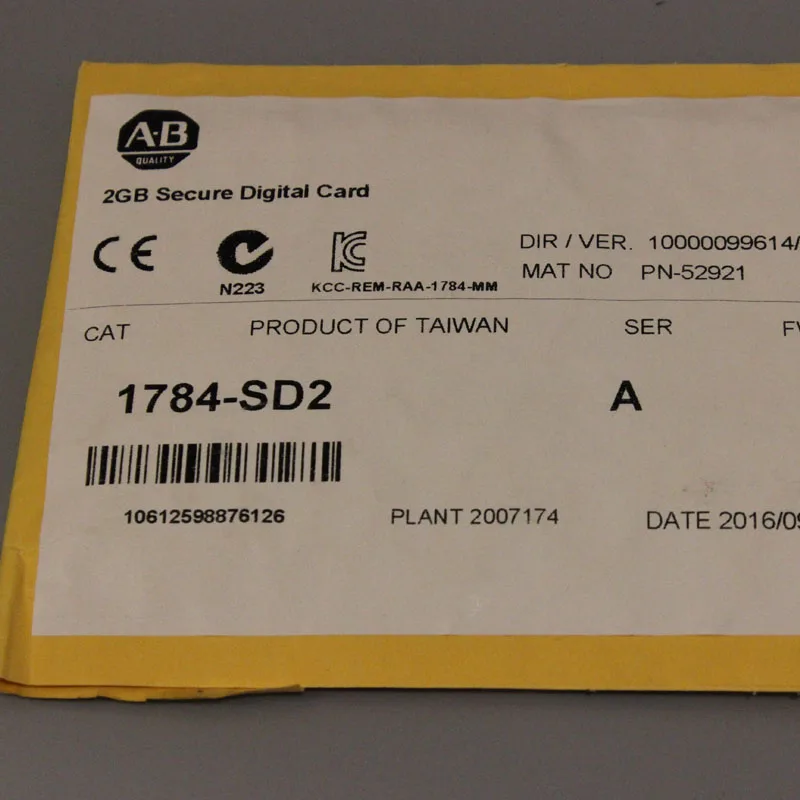 A-B
QUALITY
2GB Secure Digital Card
CE
N223
KCC-REM-RAA-1784-MM
DIR / VER. 10000099614/
MAT NO PN-52921
CAT PRODUCT OF TAIWAN SER
1784-SD2 A
10612598876126 PLANT 2007174 DATE 2016/09